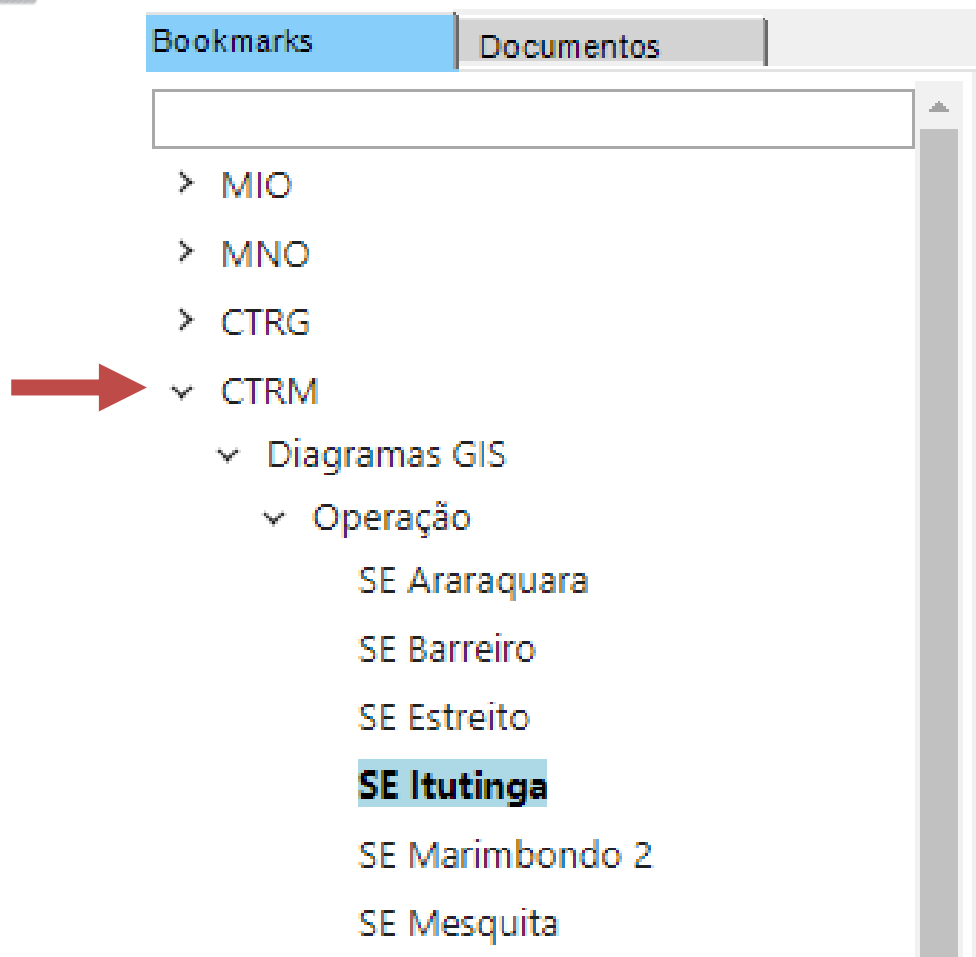 Bookmarks Documentos
MIO
MNO
CTRG
CTRM
Diagramas GIS
Operação
SE Araraquara
SE Barreiro
SE Estreito
SE Itutinga
SE Marimbondo 2
SE Mesquita